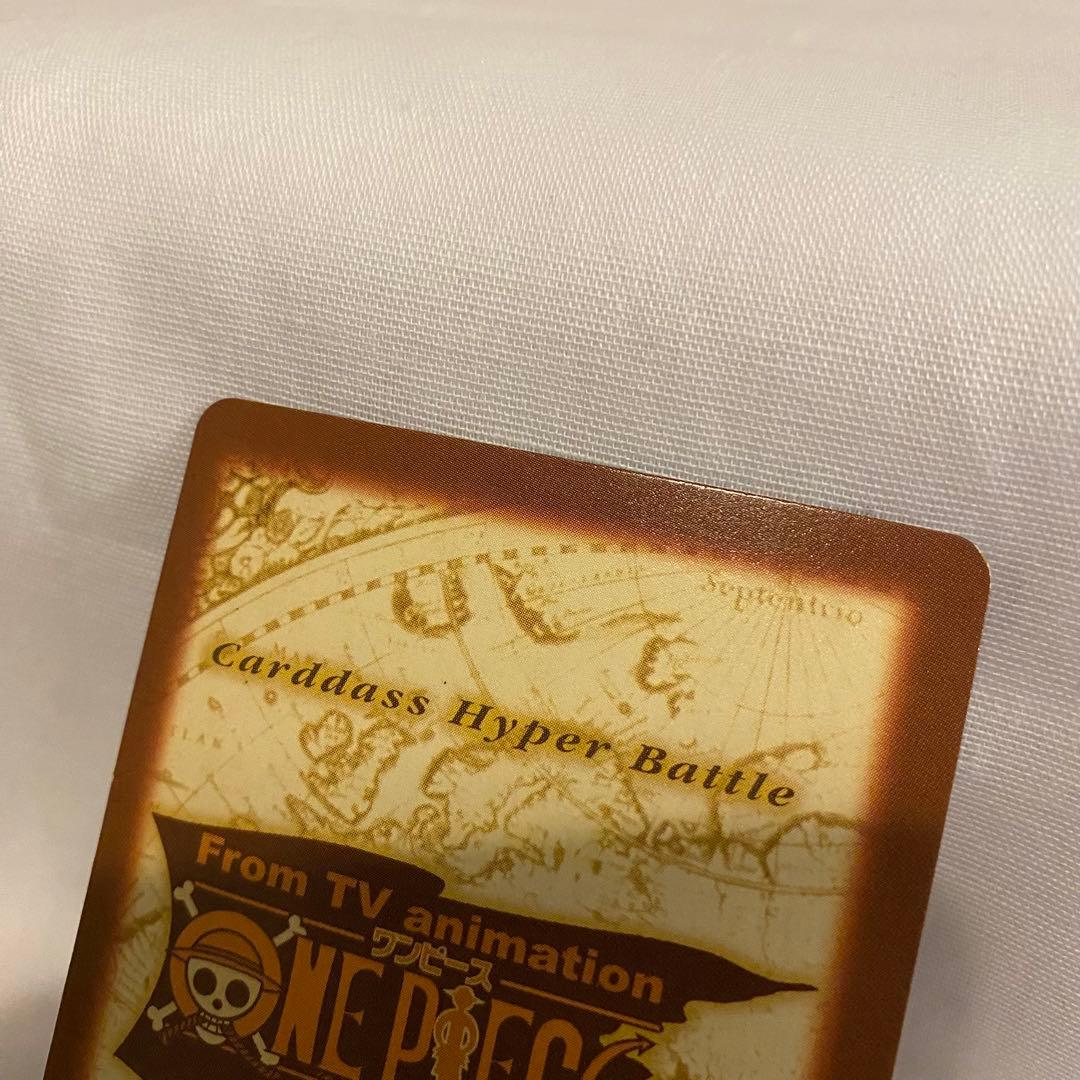 Septentrio
Carddass Hyper Battle
From TV animation
ワンピース
ONE PIECE